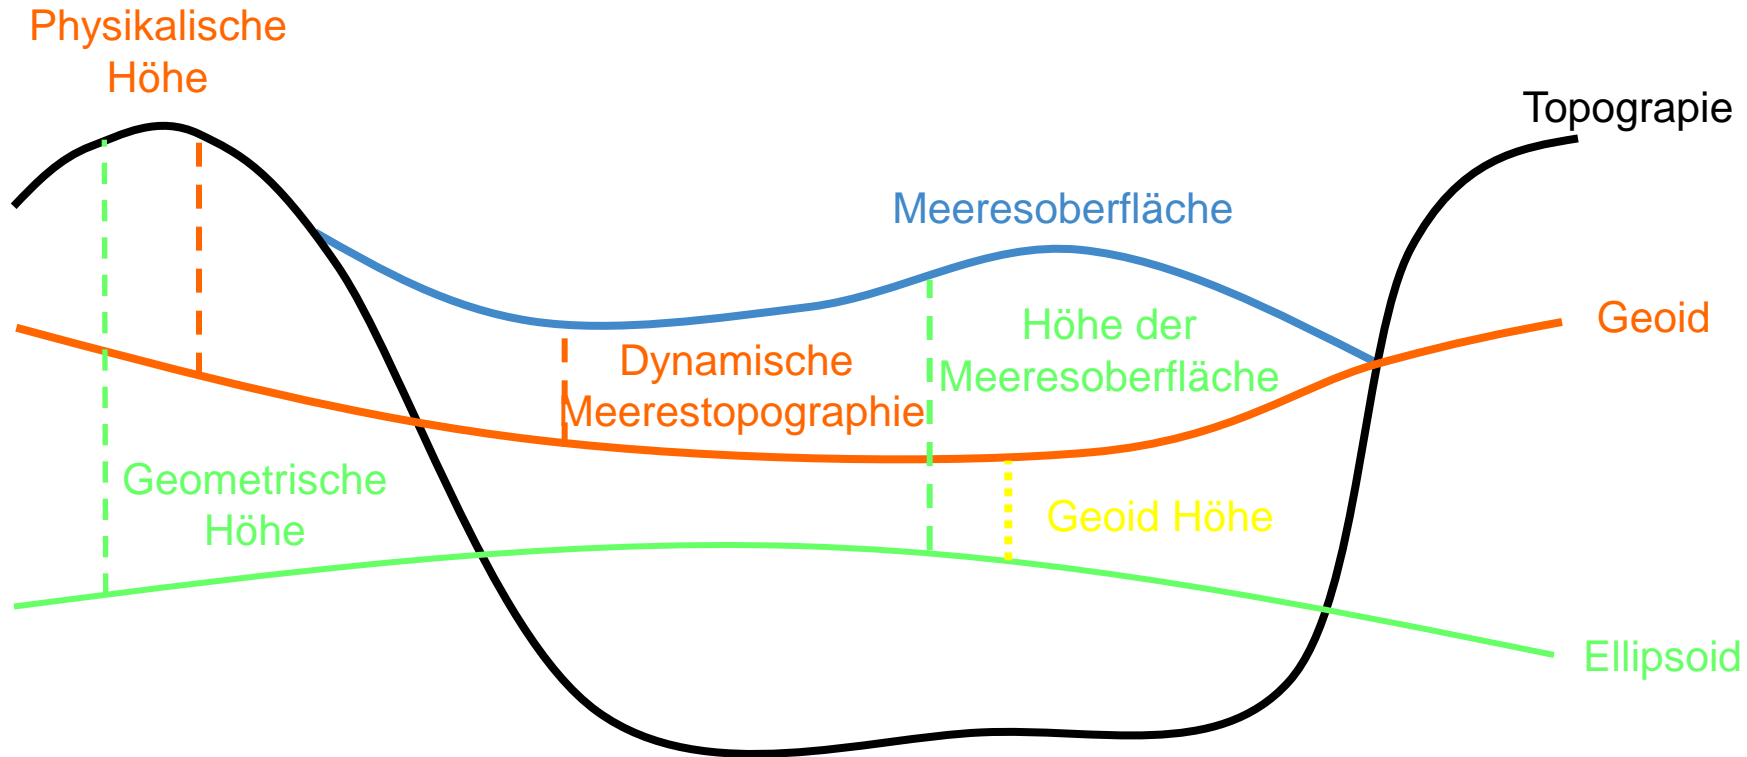 Physikalische
Höhe
Topograpie
Meeresoberfläche
Geoid
Höhe der
Meeresoberfläche
Dynamische
Meerestopographie
Geometrische
Höhe
Geoid Höhe
Ellipsoid